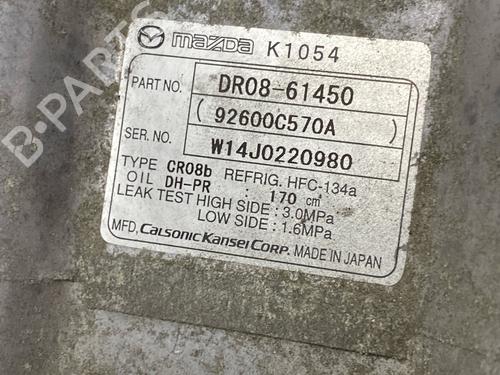 mazda K1054
PART NO. DR08-61450
( 92600C570A )
SER NO. W14J0220980
TYPE CR08b REFRIG. HFC-134a
OIL DH-PR : 170 cm³
LEAK TEST HIGH SIDE : 3.0MPa
LOW SIDE : 1.6MPa
MFD, CALSONIC KANSEI CORP. MADE IN JAPAN
B-PARTS